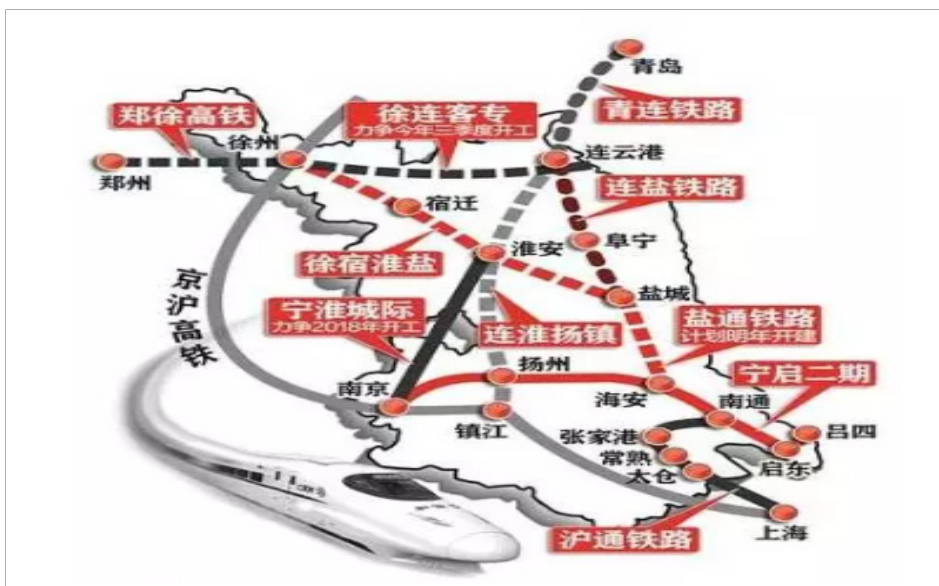 青岛
郑徐高铁
徐连客专
力争今年三季度开工
青连铁路
徐州
连云港
郑州
连盐铁路
宿迁
阜宁
徐宿淮盐
淮安
京沪高铁
宁淮城际
力争2018年开工
连淮扬镇
盐城
盐通铁路
计划明年开建
扬州
宁启二期
南京
海安
南通
镇江
张家港
吕四
常熟
启东
太仓
沪通铁路
上海